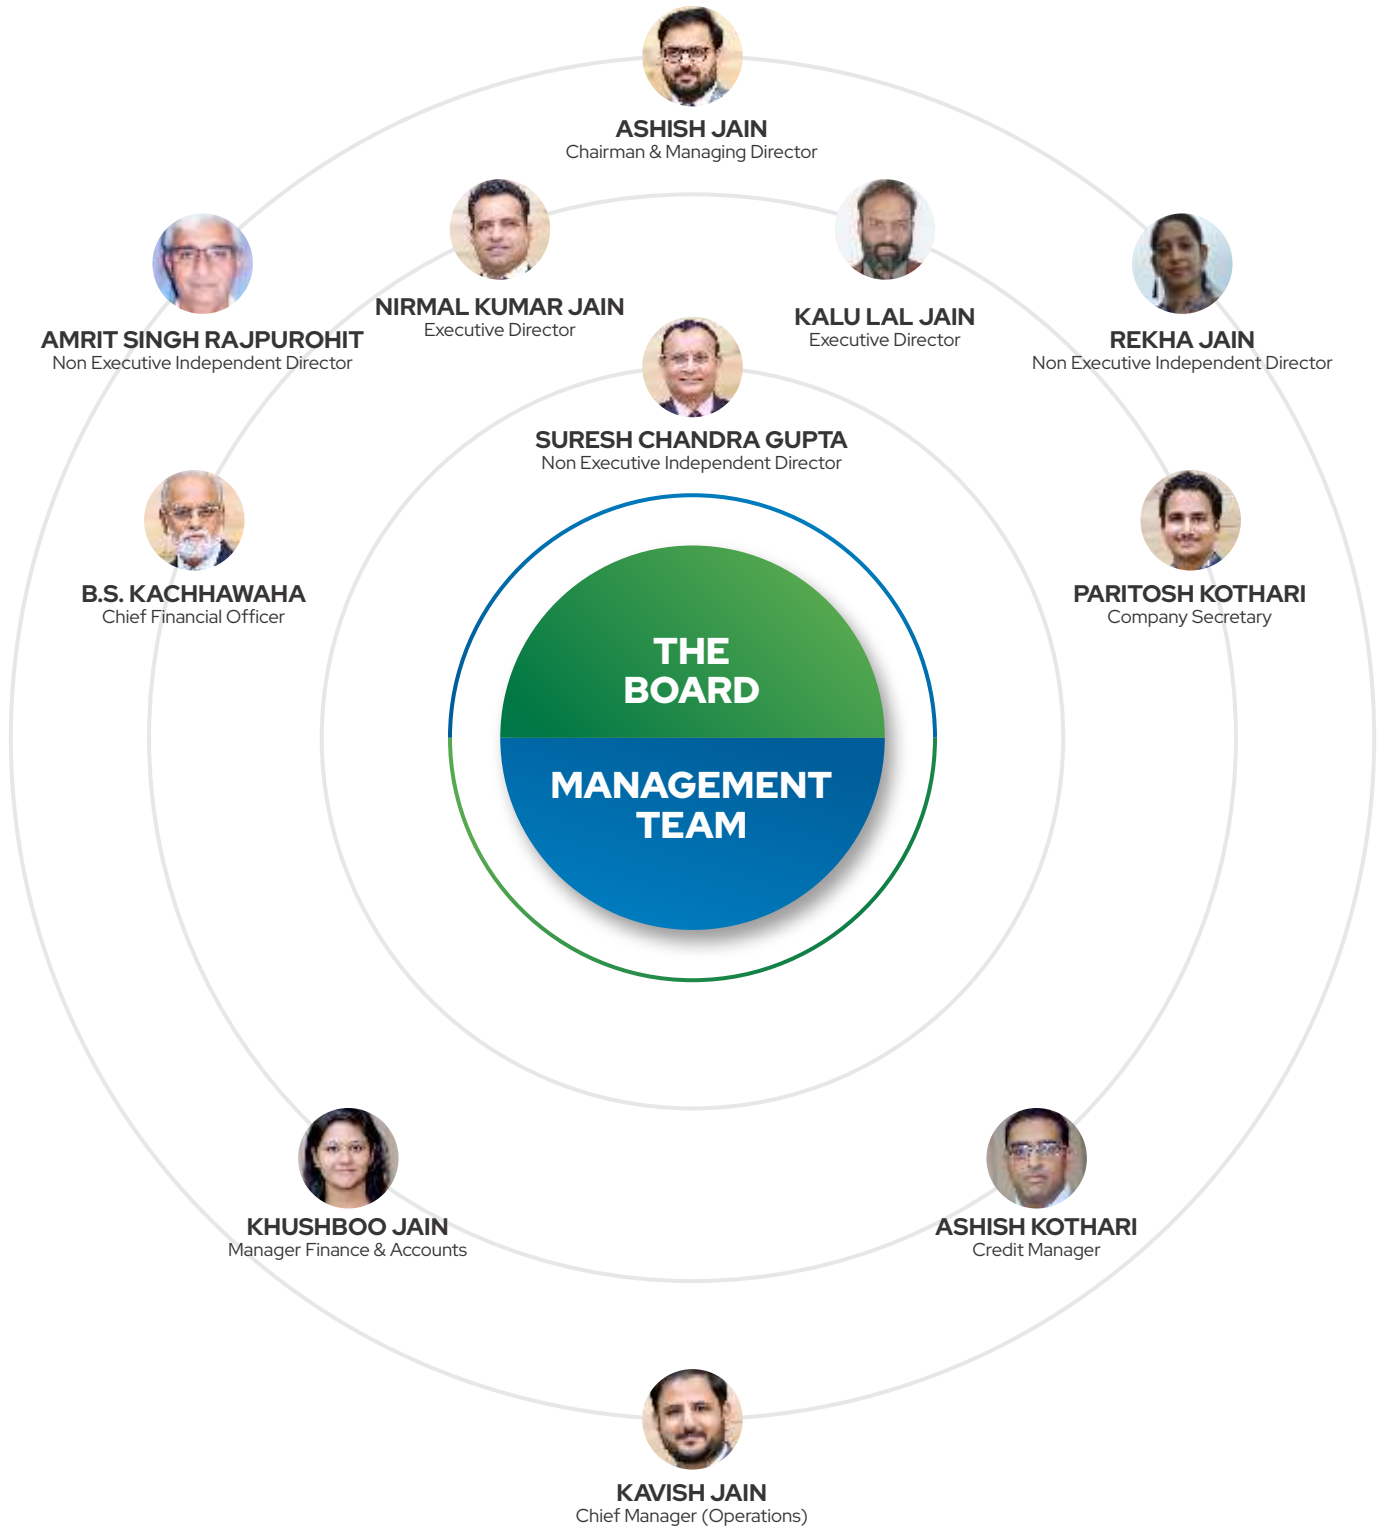 ASHISH JAIN
Chairman & Managing Director
NIRMAL KUMAR JAIN
Executive Director
KALU LAL JAIN
Executive Director
AMRIT SINGH RAJPUROHIT
Non Executive Independent Director
REKHA JAIN
Non Executive Independent Director
SURESH CHANDRA GUPTA
Non Executive Independent Director
B.S. KACHHAWAHA
Chief Financial Officer
PARITOSH KOTHARI
Company Secretary
THE
BOARD
MANAGEMENT
TEAM
KHUSHBOO JAIN
Manager Finance & Accounts
ASHISH KOTHARI
Credit Manager
KAVISH JAIN
Chief Manager (Operations)